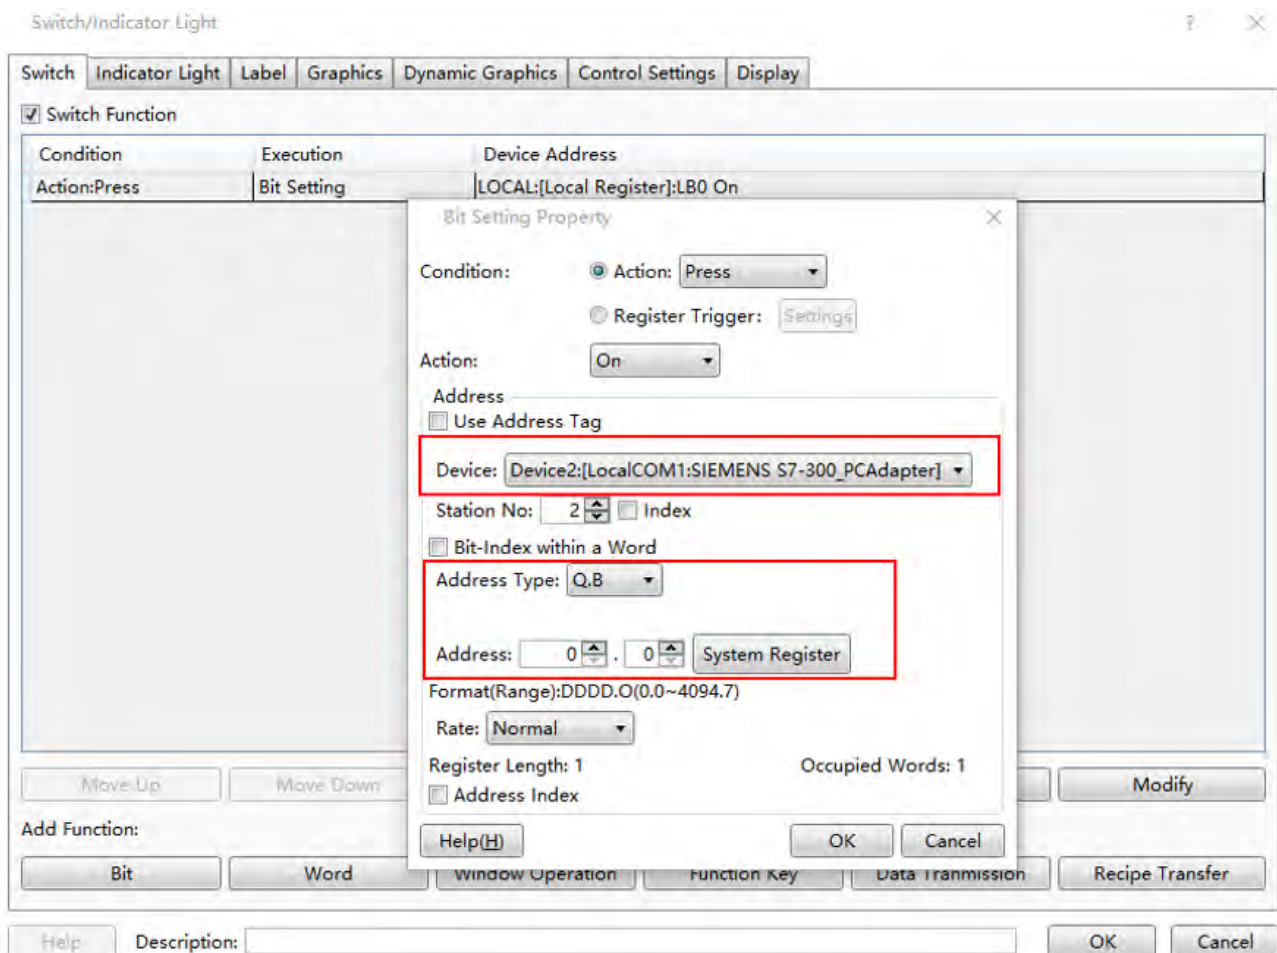 Switch/Indicator Light ?
Switch Indicator Light Label Graphics Dynamic Graphics Control Settings Display
Switch Function
Condition Execution Device Address
Action:Press Bit Setting LOCAL:[Local Register]:LB0 On
Bit Setting Property
Condition: Action: Press
Register Trigger: Settings
Action: On
Address
Use Address Tag
Device: Device2:[LocalCOM1:SIEMENS S7-300_PCAdapter]
Station No: 2 Index
Bit-Index within a Word
Address Type: Q.B
Address: 0 . 0 System Register
Format(Range):DDDD.O(0.0~4094.7)
Rate: Normal
Register Length: 1 Occupied Words: 1
Address Index
Help(H) OK Cancel
Move Up Move Down Modify
Add Function:
Bit Word Window Operation Function Key Data Tranmission Recipe Transfer
Help Description: OK Cancel